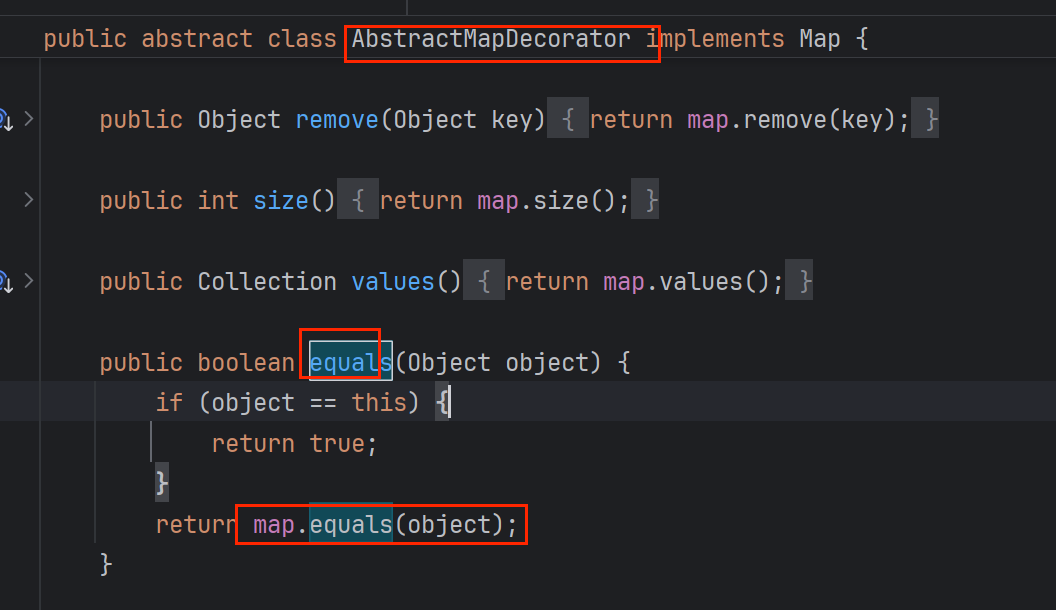 public abstract class AbstractMapDecorator implements Map {
public Object remove(Object key) { return map.remove(key); }
public int size() { return map.size(); }
public Collection values() { return map.values(); }
public boolean equals(Object object) {
if (object == this) {
return true;
}
return map.equals(object);
}